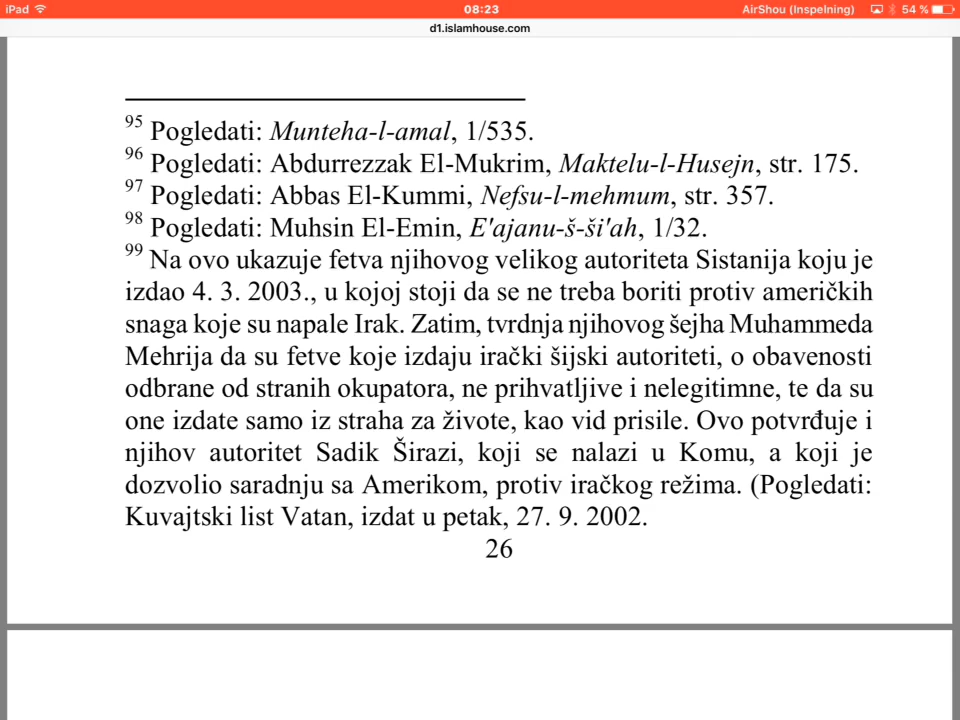 iPad 08:23 AirShou (Inspelning) 54 %
d1.islamhouse.com
95 Pogledati: Munteha-l-amal, 1/535.
96 Pogledati: Abdurrezzak El-Mukrim, Maktelu-l-Husejn, str. 175.
97 Pogledati: Abbas El-Kummi, Nefsu-l-mehmum, str. 357.
98 Pogledati: Muhsin El-Emin, E'ajanu-š-ši'ah, 1/32.
99 Na ovo ukazuje fetva njihovog velikog autoriteta Sistanija koju je
izdao 4. 3. 2003., u kojoj stoji da se ne treba boriti protiv američkih
snaga koje su napale Irak. Zatim, tvrdnja njihovog šejha Muhammeda
Mehrija da su fetve koje izdaju irački šijski autoriteti, o obavenosti
odbrane od stranih okupatora, ne prihvatljive i nelegitimne, te da su
one izdate samo iz straha za živote, kao vid prisile. Ovo potvrđuje i
njihov autoritet Sadik Širazi, koji se nalazi u Komu, a koji je
dozvolio saradnju sa Amerikom, protiv iračkog režima. (Pogledati:
Kuvajtski list Vatan, izdat u petak, 27. 9. 2002.
26